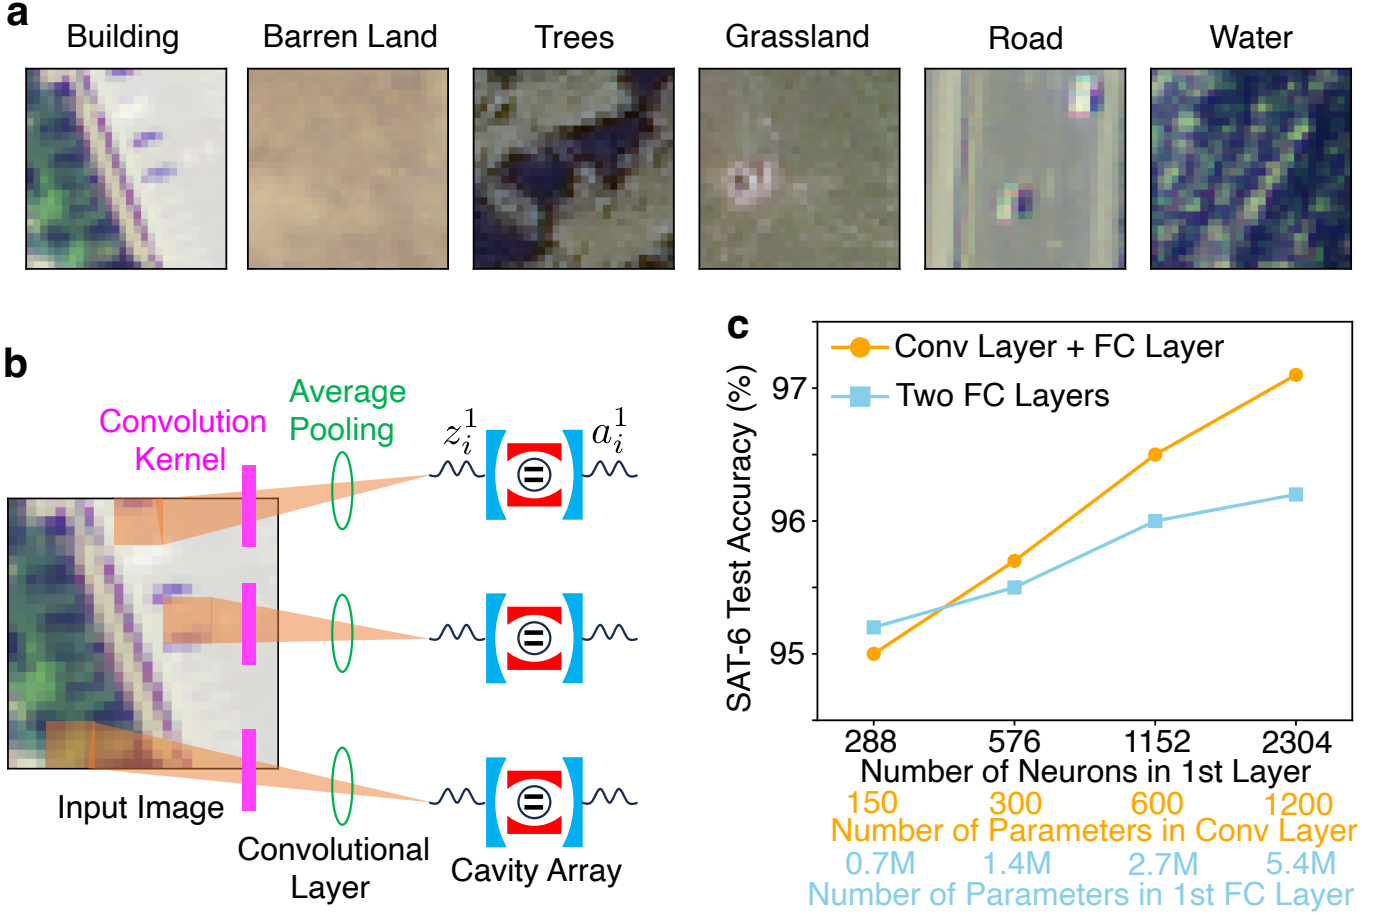 a
Building Barren Land Trees Grassland Road Water
b
Convolution
Kernel
Average
Pooling
z_i^1
a_i^1
Input Image
Convolutional
Layer
Cavity Array
c
Conv Layer + FC Layer
Two FC Layers
SAT-6 Test Accuracy (%)
97
96
95
288 576 1152 2304
Number of Neurons in 1st Layer
150 300 600 1200
Number of Parameters in Conv Layer
0.7M 1.4M 2.7M 5.4M
Number of Parameters in 1st FC Layer